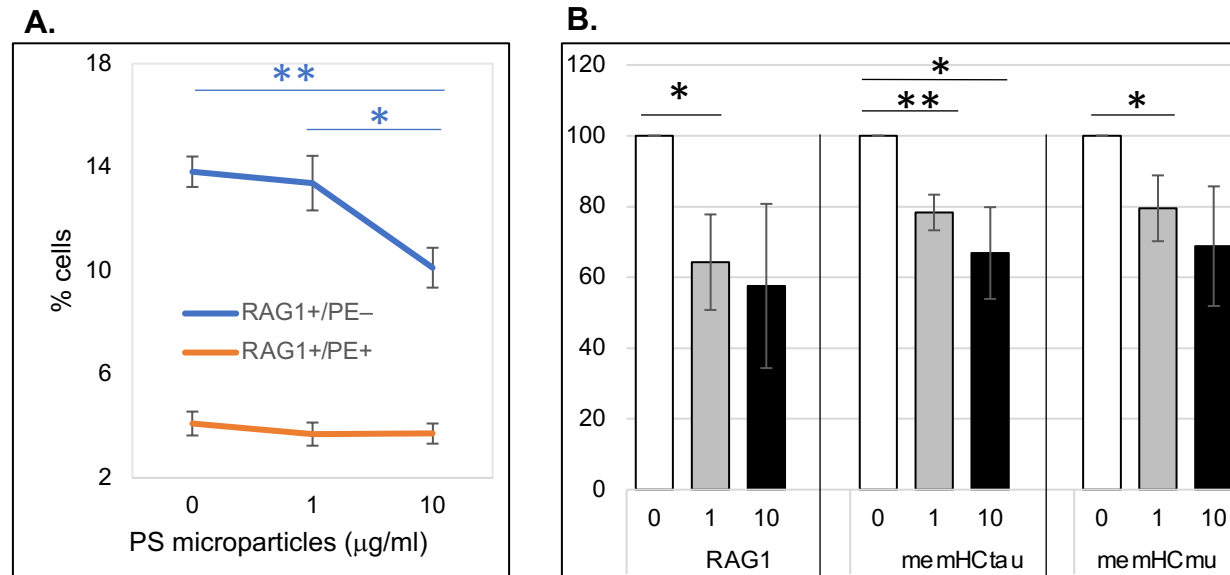 A.
18
14
10
6
2
% cells
**
*
RAG1+/PE–
RAG1+/PE+
0 1 10
PS microparticles (μg/ml)
B.
120
100
80
60
40
20
0
*
*
**
*
0 1 10 0 1 10 0 1 10
RAG1 memHCtau memHCmu